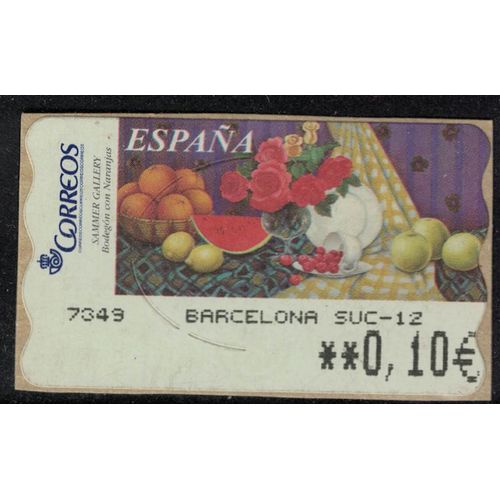 ESPAÑA
CORREOS
SAMMER GALLERY
Bodegón con Naranjas
7349 BARCELONA SUC-12
**0,10€